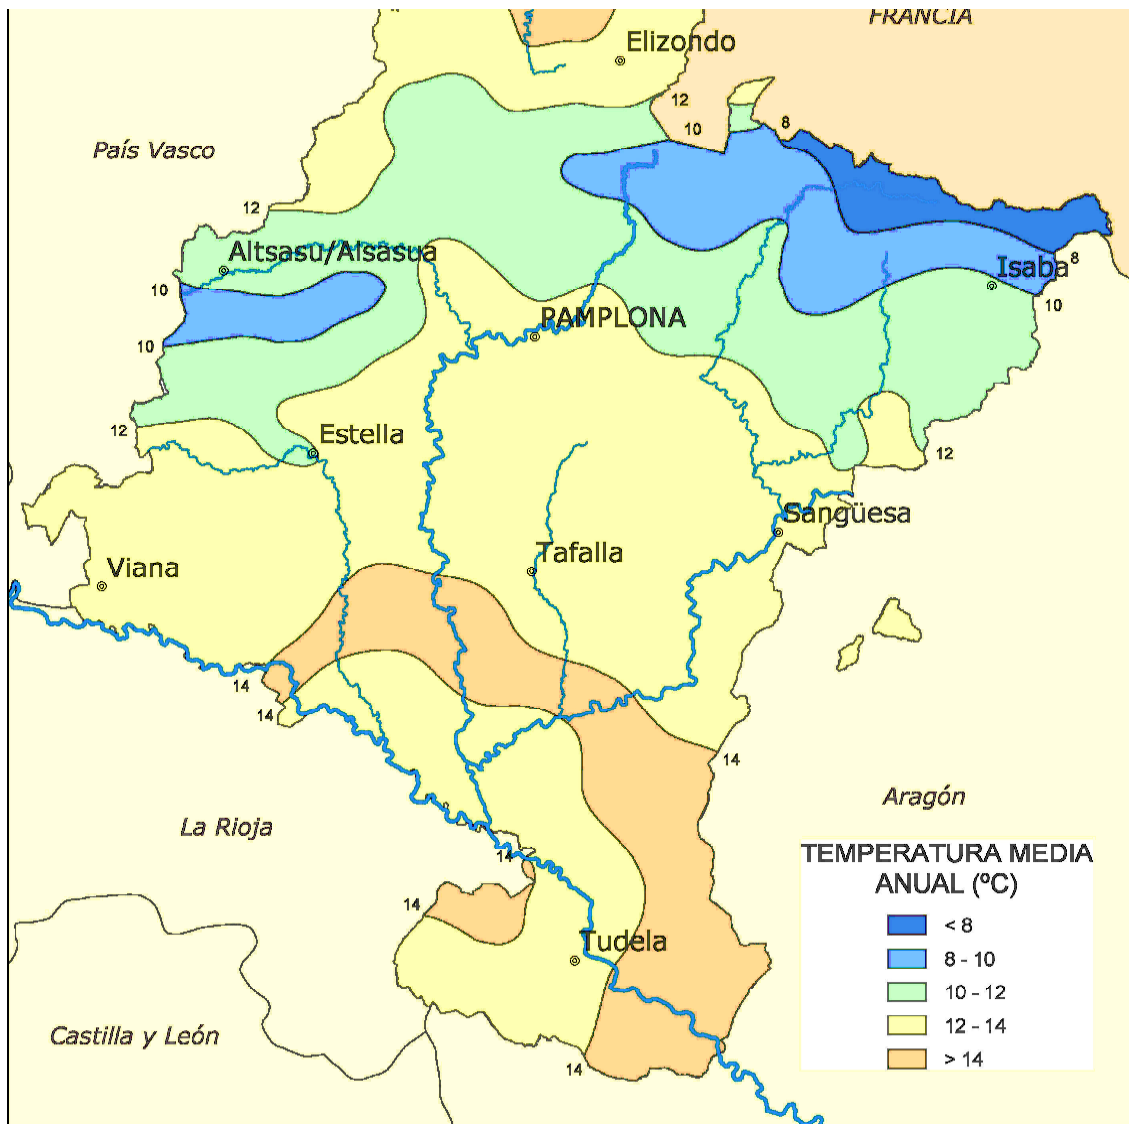 FRANCIA
Elizondo
12
10
8
País Vasco
12
Altsasu/Alsasua
10
Isaba
8
10
PAMPLONA
10
12
Estella
12
Sangüesa
Tafalla
Viana
14
14
14
Aragón
La Rioja
14
14
Tudela
Castilla y León
14
TEMPERATURA MEDIA
ANUAL (ºC)
< 8
8 - 10
10 - 12
12 - 14
> 14